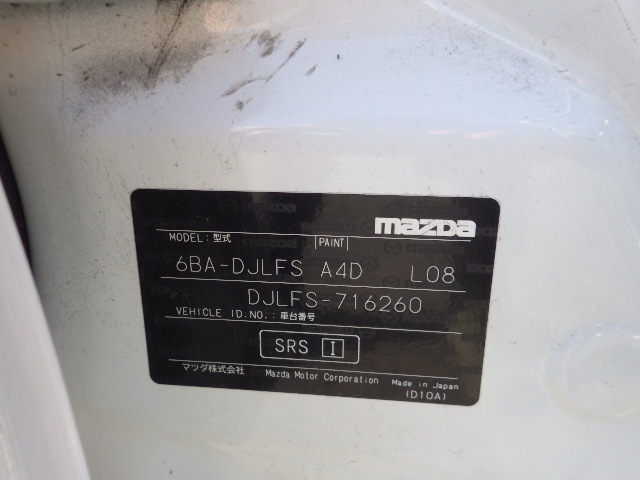 mazda
MODEL: 型式 PAINT
6BA-DJLFS A4D L08
DJLFS-716260
VEHICLE ID.NO.: 車台番号
SRS I
マツダ株式会社 Mazda Motor Corporation Made in Japan
(D10A)